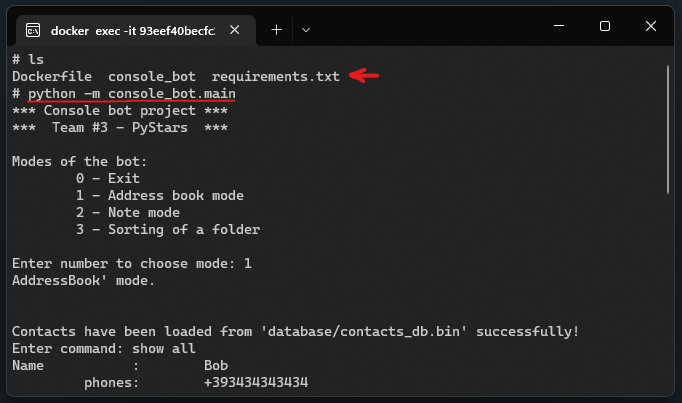 docker exec -it 93eef40becfc
# ls
Dockerfile  console_bot  requirements.txt
# python -m console_bot.main
*** Console bot project ***
***  Team #3 - PyStars  ***
Modes of the bot:
0 - Exit
1 - Address book mode
2 - Note mode
3 - Sorting of a folder
Enter number to choose mode: 1
AddressBook' mode.
Contacts have been loaded from 'database/contacts_db.bin' successfully!
Enter command: show all
Name           :        Bob
phones:        +393434343434